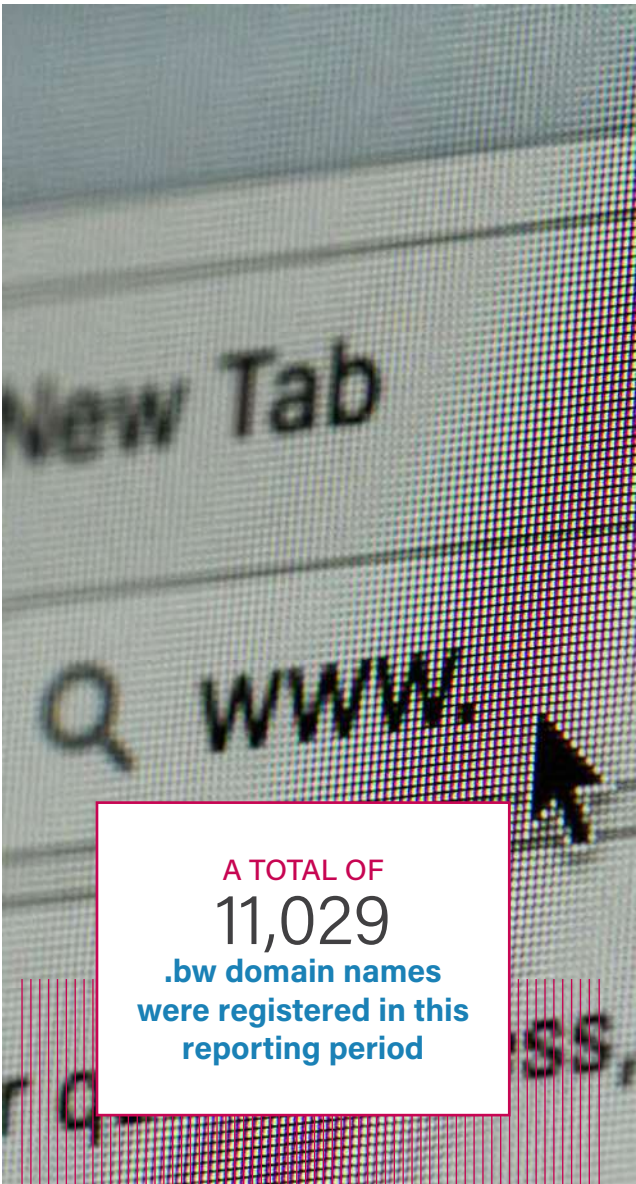 New Tab
www.
A TOTAL OF
11,029
.bw domain names
were registered in this
reporting period